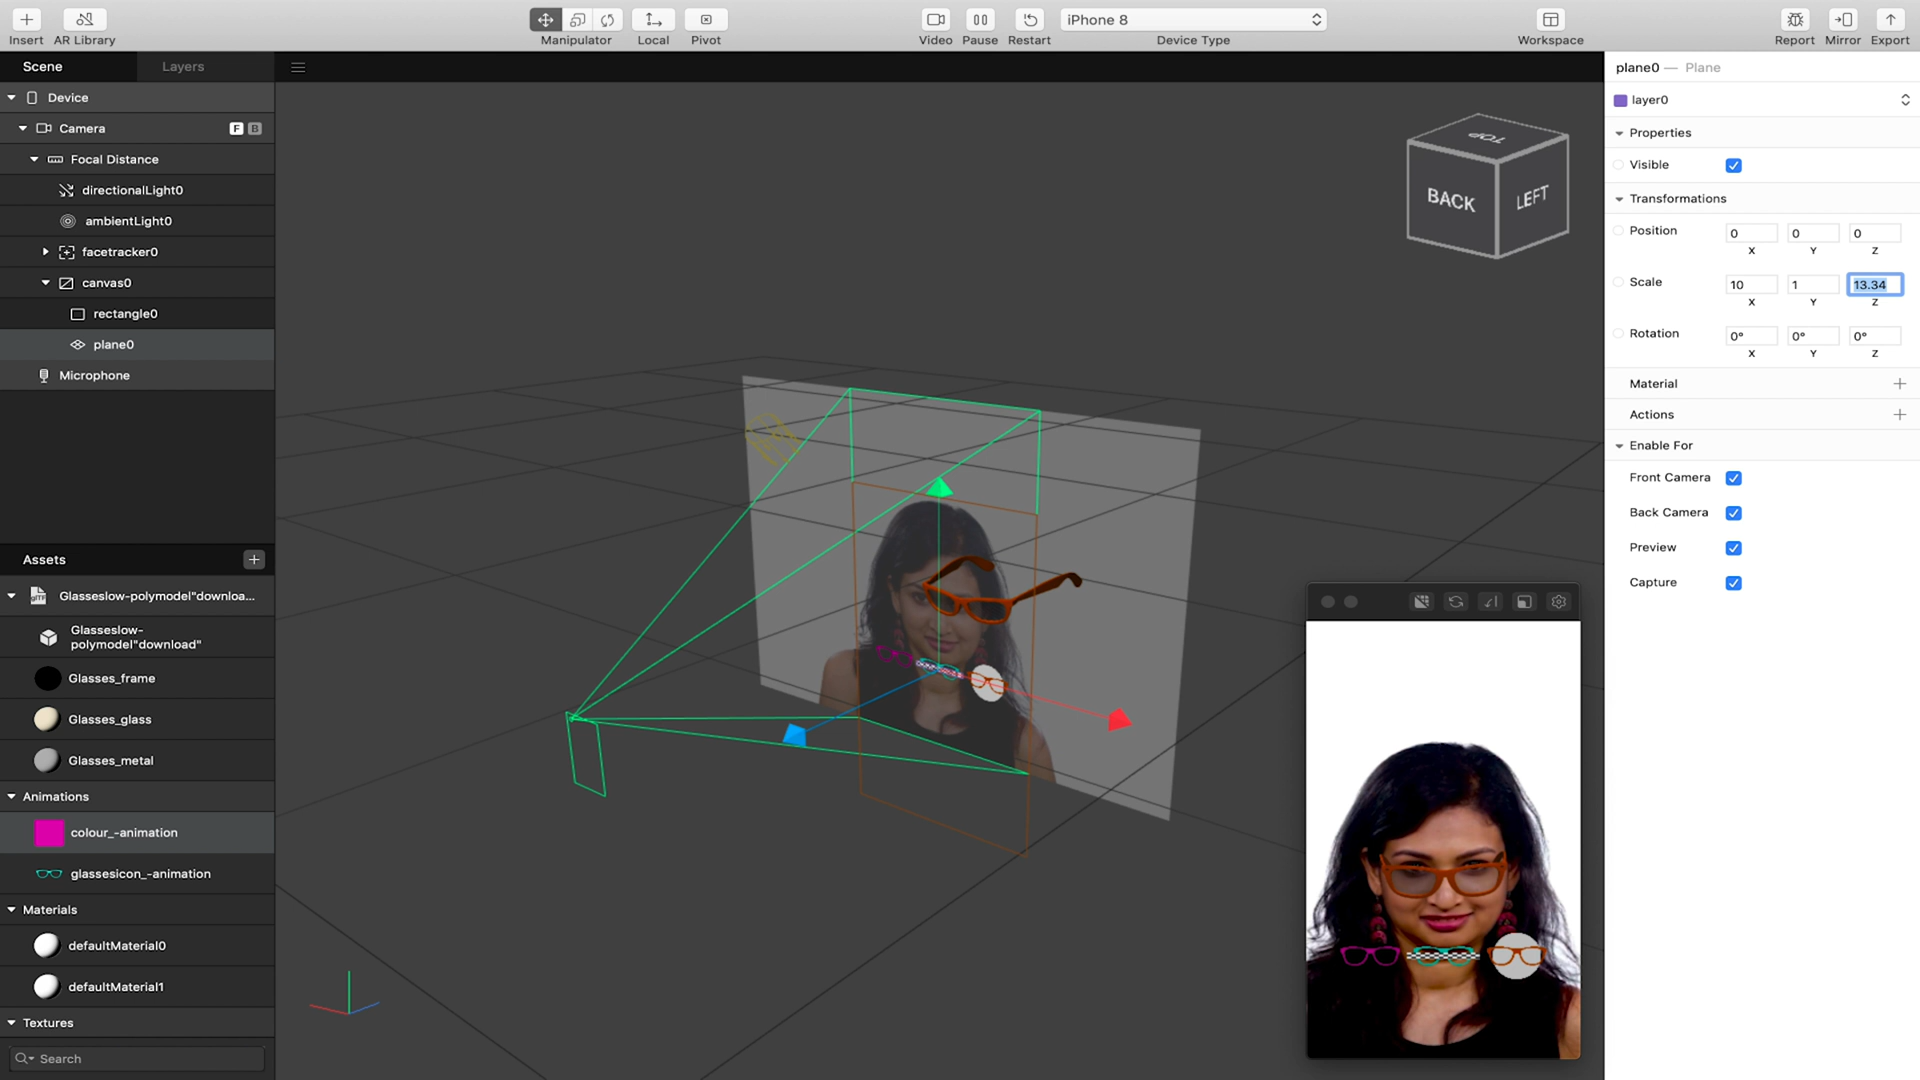 Insert
AR Library
Manipulator
Local
Pivot
Video
Pause
Restart
iPhone 8
Device Type
Workspace
Report
Mirror
Export
Scene
Layers
Device
Camera
F B
Focal Distance
directionalLight0
ambientLight0
facetracker0
canvas0
rectangle0
plane0
Microphone
Assets
Glasseslow-polymodel"downloa...
Glasseslow-
polymodel"download"
Glasses_frame
Glasses_glass
Glasses_metal
Animations
colour_-animation
glassesicon_-animation
Materials
defaultMaterial0
defaultMaterial1
Textures
Search
TOP
BACK
LEFT
plane0 — Plane
layer0
Properties
Visible
Transformations
Position 0 0 0
X Y Z
Scale 10 1 13.34
X Y Z
Rotation 0° 0° 0°
X Y Z
Material
Actions
Enable For
Front Camera
Back Camera
Preview
Capture